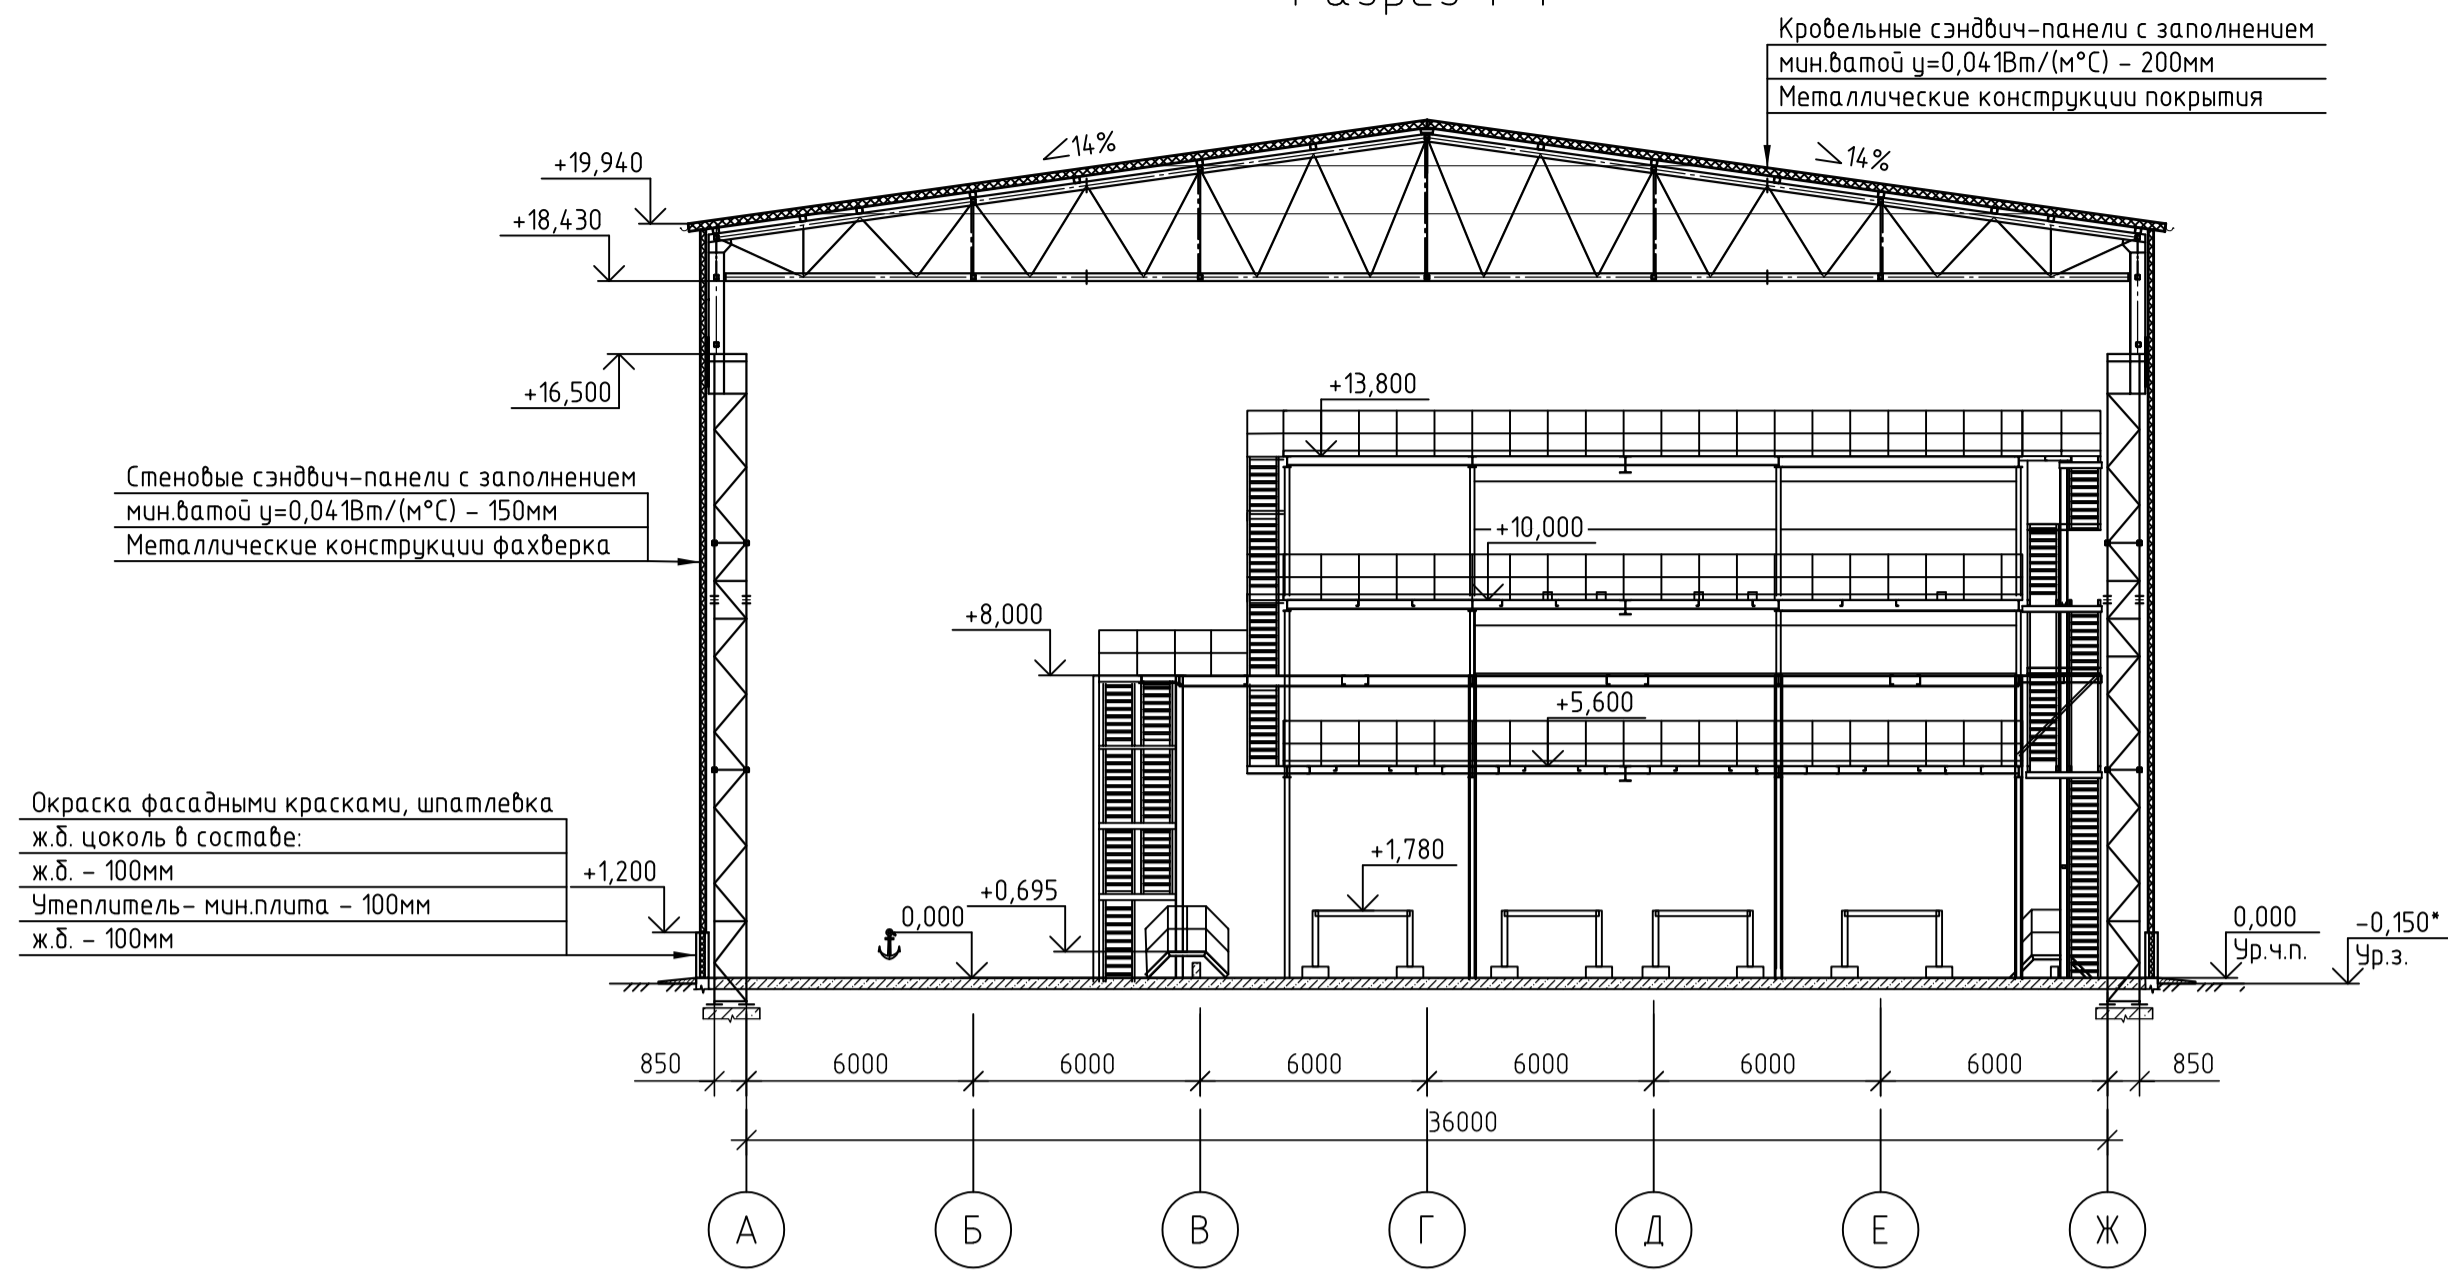 Кровельные сэндвич-панели с заполнением
мин.ватой у=0,041Вт/(м°С) - 200мм
Металлические конструкции покрытия
14%
14%
+19,940
+18,430
+16,500
+13,800
Стеновые сэндвич-панели с заполнением
мин.ватой у=0,041Вт/(м°С) - 150мм
Металлические конструкции фахверка
+10,000
+8,000
+5,600
Окраска фасадными красками, шпатлевка
ж.б. цоколь в составе:
ж.б. - 100мм
Утеплитель- мин.плита - 100мм
ж.б. - 100мм
+1,200
+1,780
+0,695
0,000
0,000
Ур.ч.п.
-0,150*
Ур.з.
850 6000 6000 6000 6000 6000 6000 850
36000
А Б В Г Д Е Ж